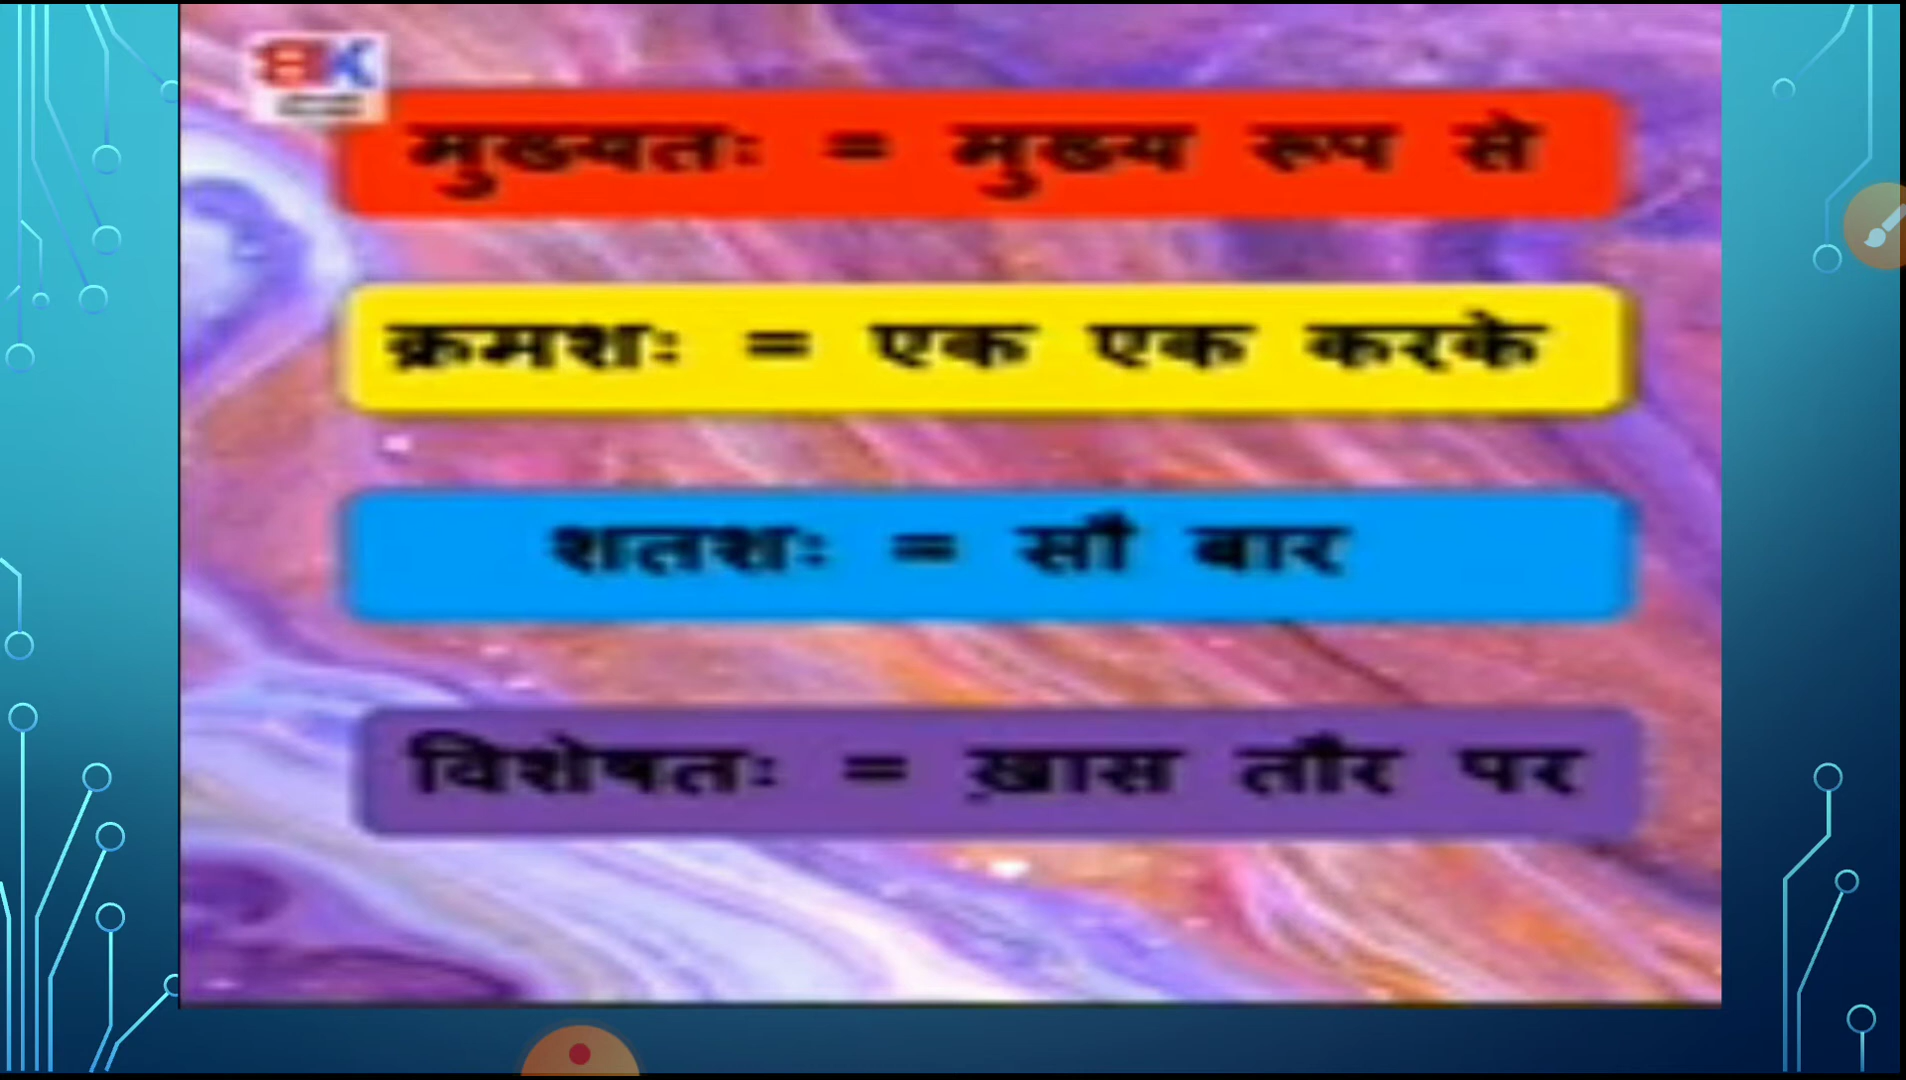 मुख्यतः = मुख्य रूप से
क्रमशः = एक एक करके
शतशः = सौ बार
विशेषतः = ख़ास तौर पर